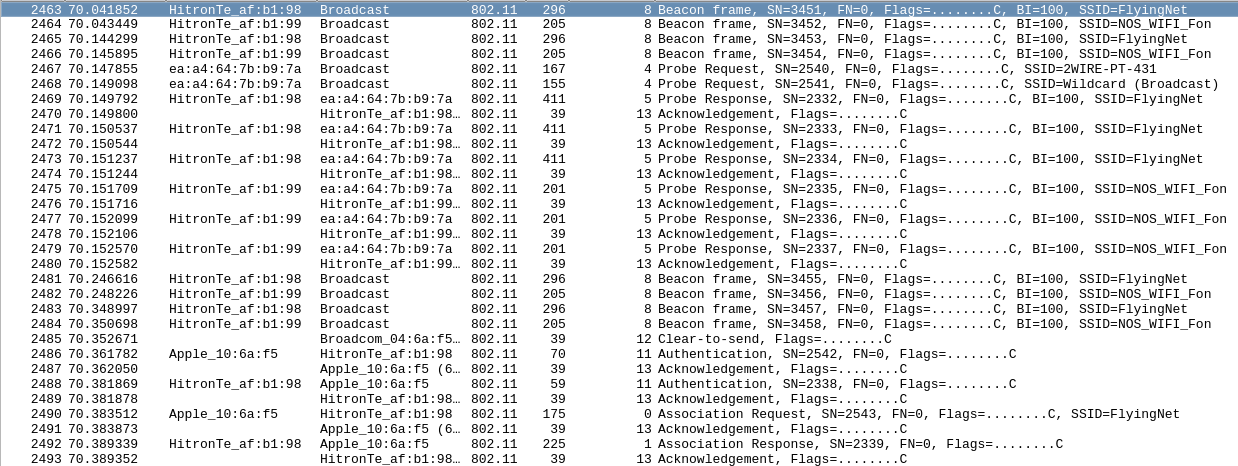 2463 70.041852 HitronTe_af:b1:98 Broadcast 802.11 296 8 Beacon frame, SN=3451, FN=0, Flags=........C, BI=100, SSID=FlyingNet
2464 70.043449 HitronTe_af:b1:99 Broadcast 802.11 205 8 Beacon frame, SN=3452, FN=0, Flags=........C, BI=100, SSID=NOS_WIFI_Fon
2465 70.144299 HitronTe_af:b1:98 Broadcast 802.11 296 8 Beacon frame, SN=3453, FN=0, Flags=........C, BI=100, SSID=FlyingNet
2466 70.145895 HitronTe_af:b1:99 Broadcast 802.11 205 8 Beacon frame, SN=3454, FN=0, Flags=........C, BI=100, SSID=NOS_WIFI_Fon
2467 70.147855 ea:a4:64:7b:b9:7a Broadcast 802.11 167 4 Probe Request, SN=2540, FN=0, Flags=........C, SSID=2WIRE-PT-431
2468 70.149098 ea:a4:64:7b:b9:7a Broadcast 802.11 155 4 Probe Request, SN=2541, FN=0, Flags=........C, SSID=Wildcard (Broadcast)
2469 70.149792 HitronTe_af:b1:98 ea:a4:64:7b:b9:7a 802.11 411 5 Probe Response, SN=2332, FN=0, Flags=........C, BI=100, SSID=FlyingNet
2470 70.149800 HitronTe_af:b1:98… 802.11 39 13 Acknowledgement, Flags=........C
2471 70.150537 HitronTe_af:b1:98 ea:a4:64:7b:b9:7a 802.11 411 5 Probe Response, SN=2333, FN=0, Flags=........C, BI=100, SSID=FlyingNet
2472 70.150544 HitronTe_af:b1:98… 802.11 39 13 Acknowledgement, Flags=........C
2473 70.151237 HitronTe_af:b1:98 ea:a4:64:7b:b9:7a 802.11 411 5 Probe Response, SN=2334, FN=0, Flags=........C, BI=100, SSID=FlyingNet
2474 70.151244 HitronTe_af:b1:98… 802.11 39 13 Acknowledgement, Flags=........C
2475 70.151709 HitronTe_af:b1:99 ea:a4:64:7b:b9:7a 802.11 201 5 Probe Response, SN=2335, FN=0, Flags=........C, BI=100, SSID=NOS_WIFI_Fon
2476 70.151716 HitronTe_af:b1:99… 802.11 39 13 Acknowledgement, Flags=........C
2477 70.152099 HitronTe_af:b1:99 ea:a4:64:7b:b9:7a 802.11 201 5 Probe Response, SN=2336, FN=0, Flags=........C, BI=100, SSID=NOS_WIFI_Fon
2478 70.152106 HitronTe_af:b1:99… 802.11 39 13 Acknowledgement, Flags=........C
2479 70.152570 HitronTe_af:b1:99 ea:a4:64:7b:b9:7a 802.11 201 5 Probe Response, SN=2337, FN=0, Flags=........C, BI=100, SSID=NOS_WIFI_Fon
2480 70.152582 HitronTe_af:b1:99… 802.11 39 13 Acknowledgement, Flags=........C
2481 70.246616 HitronTe_af:b1:98 Broadcast 802.11 296 8 Beacon frame, SN=3455, FN=0, Flags=........C, BI=100, SSID=FlyingNet
2482 70.248226 HitronTe_af:b1:99 Broadcast 802.11 205 8 Beacon frame, SN=3456, FN=0, Flags=........C, BI=100, SSID=NOS_WIFI_Fon
2483 70.348997 HitronTe_af:b1:98 Broadcast 802.11 296 8 Beacon frame, SN=3457, FN=0, Flags=........C, BI=100, SSID=FlyingNet
2484 70.350698 HitronTe_af:b1:99 Broadcast 802.11 205 8 Beacon frame, SN=3458, FN=0, Flags=........C, BI=100, SSID=NOS_WIFI_Fon
2485 70.352671 Broadcom_04:6a:f5… 802.11 39 12 Clear-to-send, Flags=........C
2486 70.361782 Apple_10:6a:f5 HitronTe_af:b1:98 802.11 70 11 Authentication, SN=2542, FN=0, Flags=........C
2487 70.362050 Apple_10:6a:f5 (6… 802.11 39 13 Acknowledgement, Flags=........C
2488 70.381869 HitronTe_af:b1:98 Apple_10:6a:f5 802.11 59 11 Authentication, SN=2338, FN=0, Flags=........C
2489 70.381878 HitronTe_af:b1:98… 802.11 39 13 Acknowledgement, Flags=........C
2490 70.383512 Apple_10:6a:f5 HitronTe_af:b1:98 802.11 175 0 Association Request, SN=2543, FN=0, Flags=........C, SSID=FlyingNet
2491 70.383873 Apple_10:6a:f5 (6… 802.11 39 13 Acknowledgement, Flags=........C
2492 70.389339 HitronTe_af:b1:98 Apple_10:6a:f5 802.11 225 1 Association Response, SN=2339, FN=0, Flags=........C
2493 70.389352 HitronTe_af:b1:98… 802.11 39 13 Acknowledgement, Flags=........C